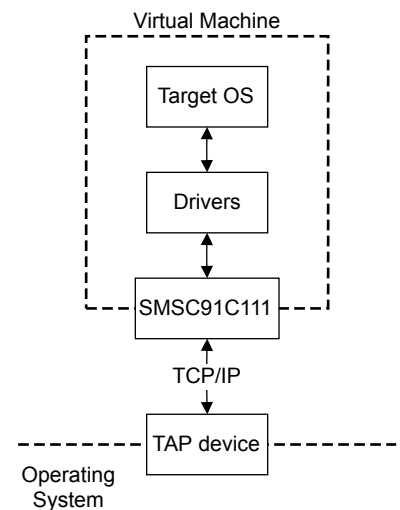 Virtual Machine
Target OS
Drivers
SMSC91C111
TCP/IP
TAP device
Operating
System